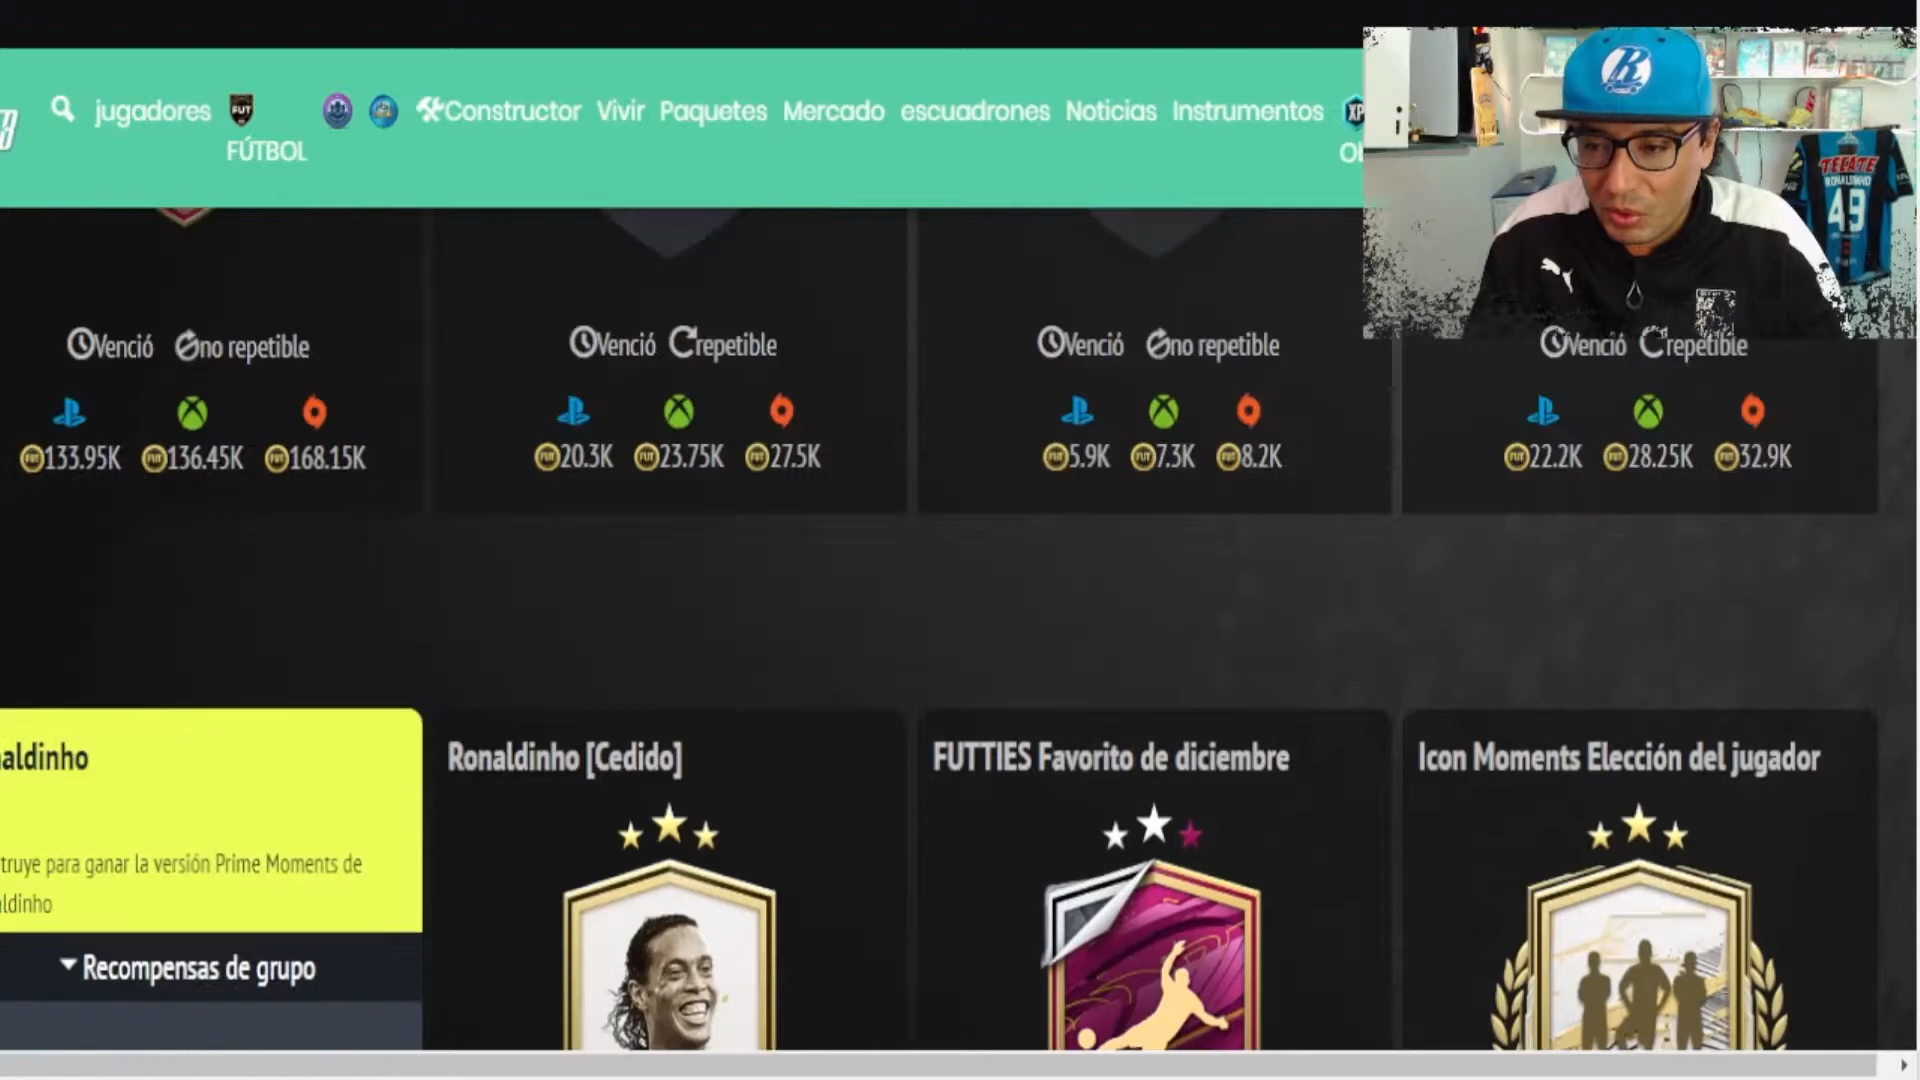 jugadores
FUT
FÚTBOL
Constructor Vivir Paquetes Mercado escuadrones Noticias Instrumentos
XP
R
TECATE
RONALDINHO
49
Venció no repetible
133.95K 136.45K 168.15K
Venció repetible
20.3K 23.75K 27.5K
Venció no repetible
5.9K 7.3K 8.2K
Venció repetible
22.2K 28.25K 32.9K
aldinho
truye para ganar la versión Prime Moments de
aldinho
Recompensas de grupo
Ronaldinho [Cedido]
FUTTIES Favorito de diciembre
Icon Moments Elección del jugador